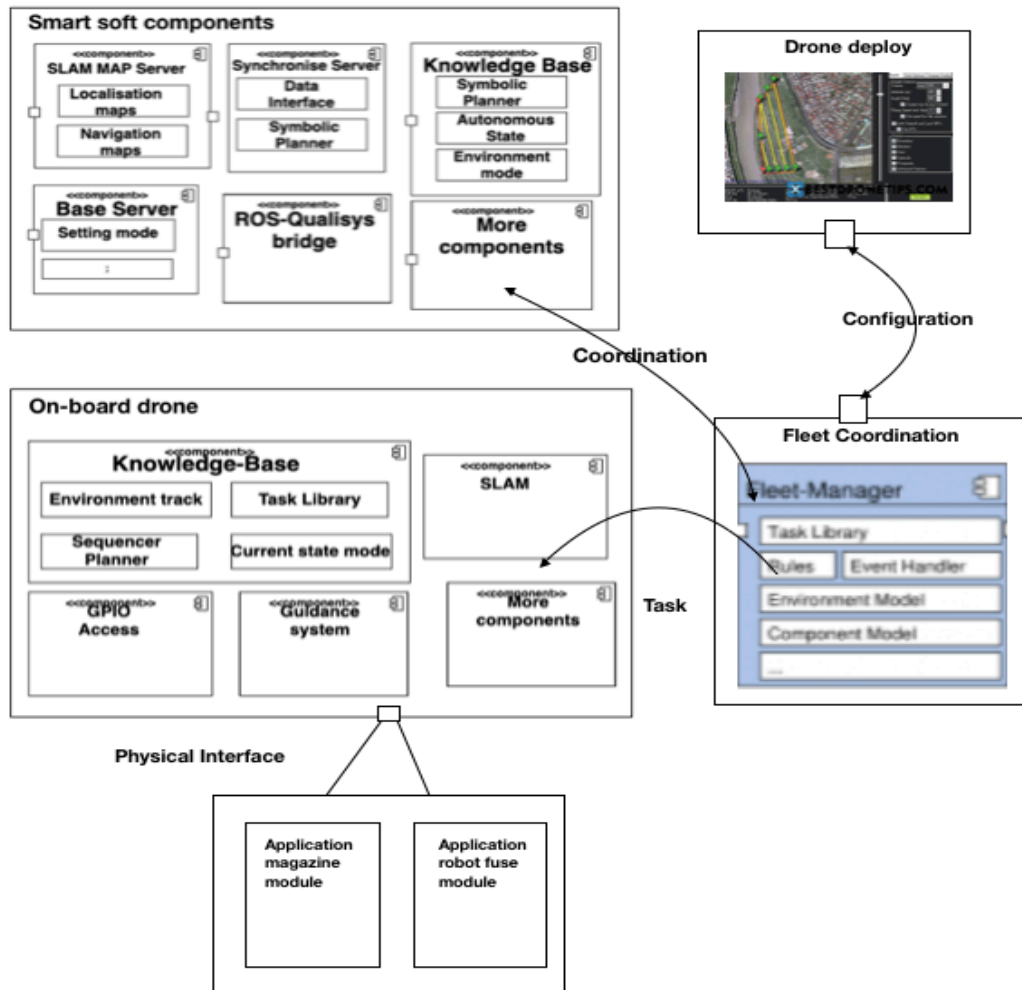 Smart soft components
<<component>>
SLAM MAP Server
Localisation
maps
Navigation
maps
<<component>>
Synchronise Server
Data
Interface
Symbolic
Planner
<<component>>
Knowledge Base
Symbolic
Planner
Autonomous
State
Environment
mode
<<component>>
Base Server
Setting mode
:
<<component>>
ROS-Qualisys
bridge
<<component>>
More
components
Drone deploy
BESTDRONETIPS.COM
Configuration
Coordination
On-board drone
<<component>>
Knowledge-Base
Environment track
Task Library
Sequencer
Planner
Current state mode
<<component>>
SLAM
<<component>>
GPIO
Access
<<component>>
Guidance
system
<<component>>
More
components
Task
Fleet Coordination
Fleet-Manager
Task Library
Rules
Event Handler
Environment Model
Component Model
...
Physical Interface
Application
magazine
module
Application
robot fuse
module